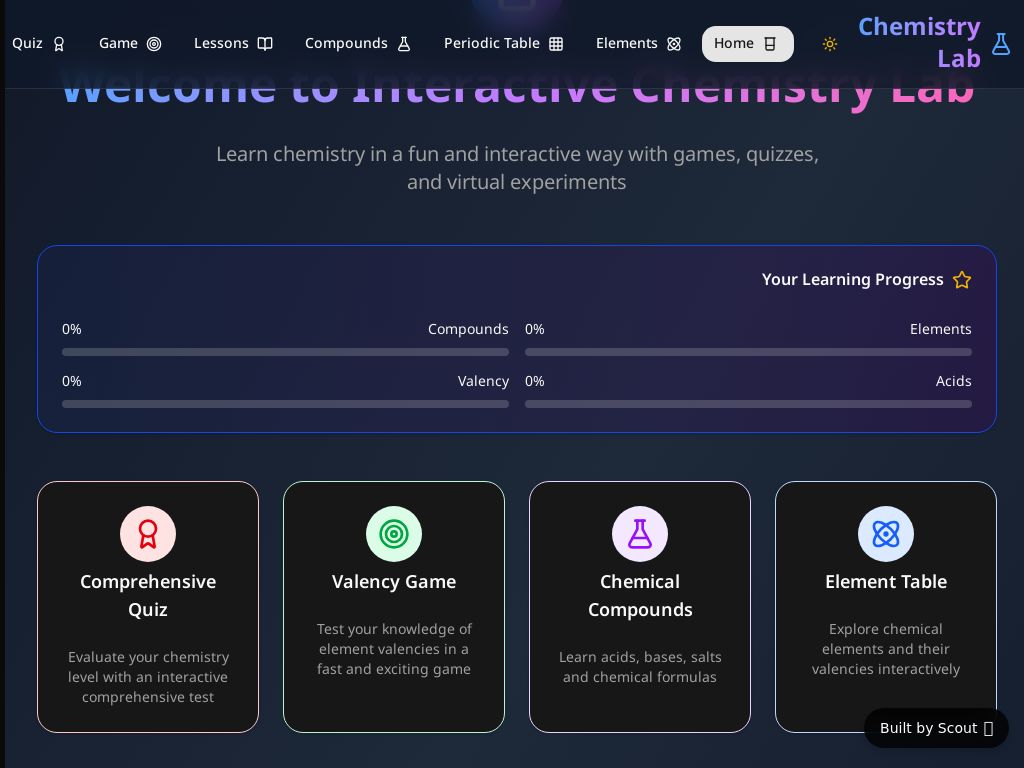 Quiz
Game
Lessons
Compounds
Periodic Table
Elements
Home
Chemistry
Lab
Welcome to Interactive Chemistry Lab
Learn chemistry in a fun and interactive way with games, quizzes,
and virtual experiments
Your Learning Progress
0% Compounds
0% Elements
0% Valency
0% Acids
Comprehensive
Quiz
Evaluate your chemistry
level with an interactive
comprehensive test
Valency Game
Test your knowledge of
element valencies in a
fast and exciting game
Chemical
Compounds
Learn acids, bases, salts
and chemical formulas
Element Table
Explore chemical
elements and their
valencies interactively
Built by Scout